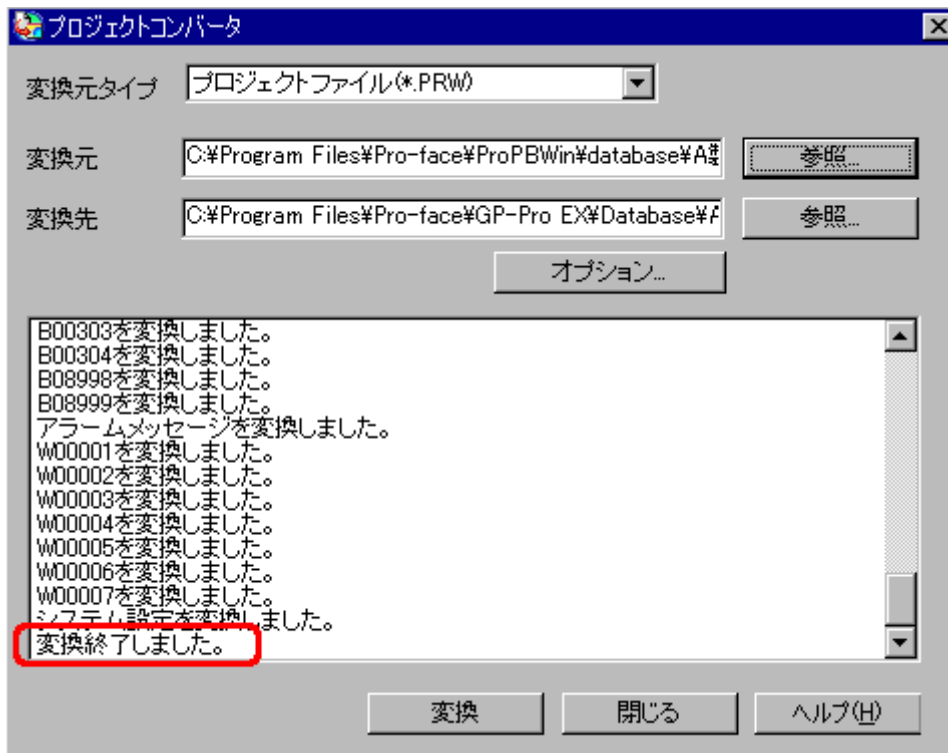 プロジェクトコンバータ
変換元タイプ プロジェクトファイル(*.PRW)
変換元 C:¥Program Files¥Pro-face¥ProPBWin¥database¥A 参照...
変換先 C:¥Program Files¥Pro-face¥GP-Pro EX¥Database¥ 参照...
オプション...
B00303を変換しました。
B00304を変換しました。
B08998を変換しました。
B08999を変換しました。
アラームメッセージを変換しました。
W00001を変換しました。
W00002を変換しました。
W00003を変換しました。
W00004を変換しました。
W00005を変換しました。
W00006を変換しました。
W00007を変換しました。
システム設定を変換しました。
変換終了しました。
変換 閉じる ヘルプ(H)